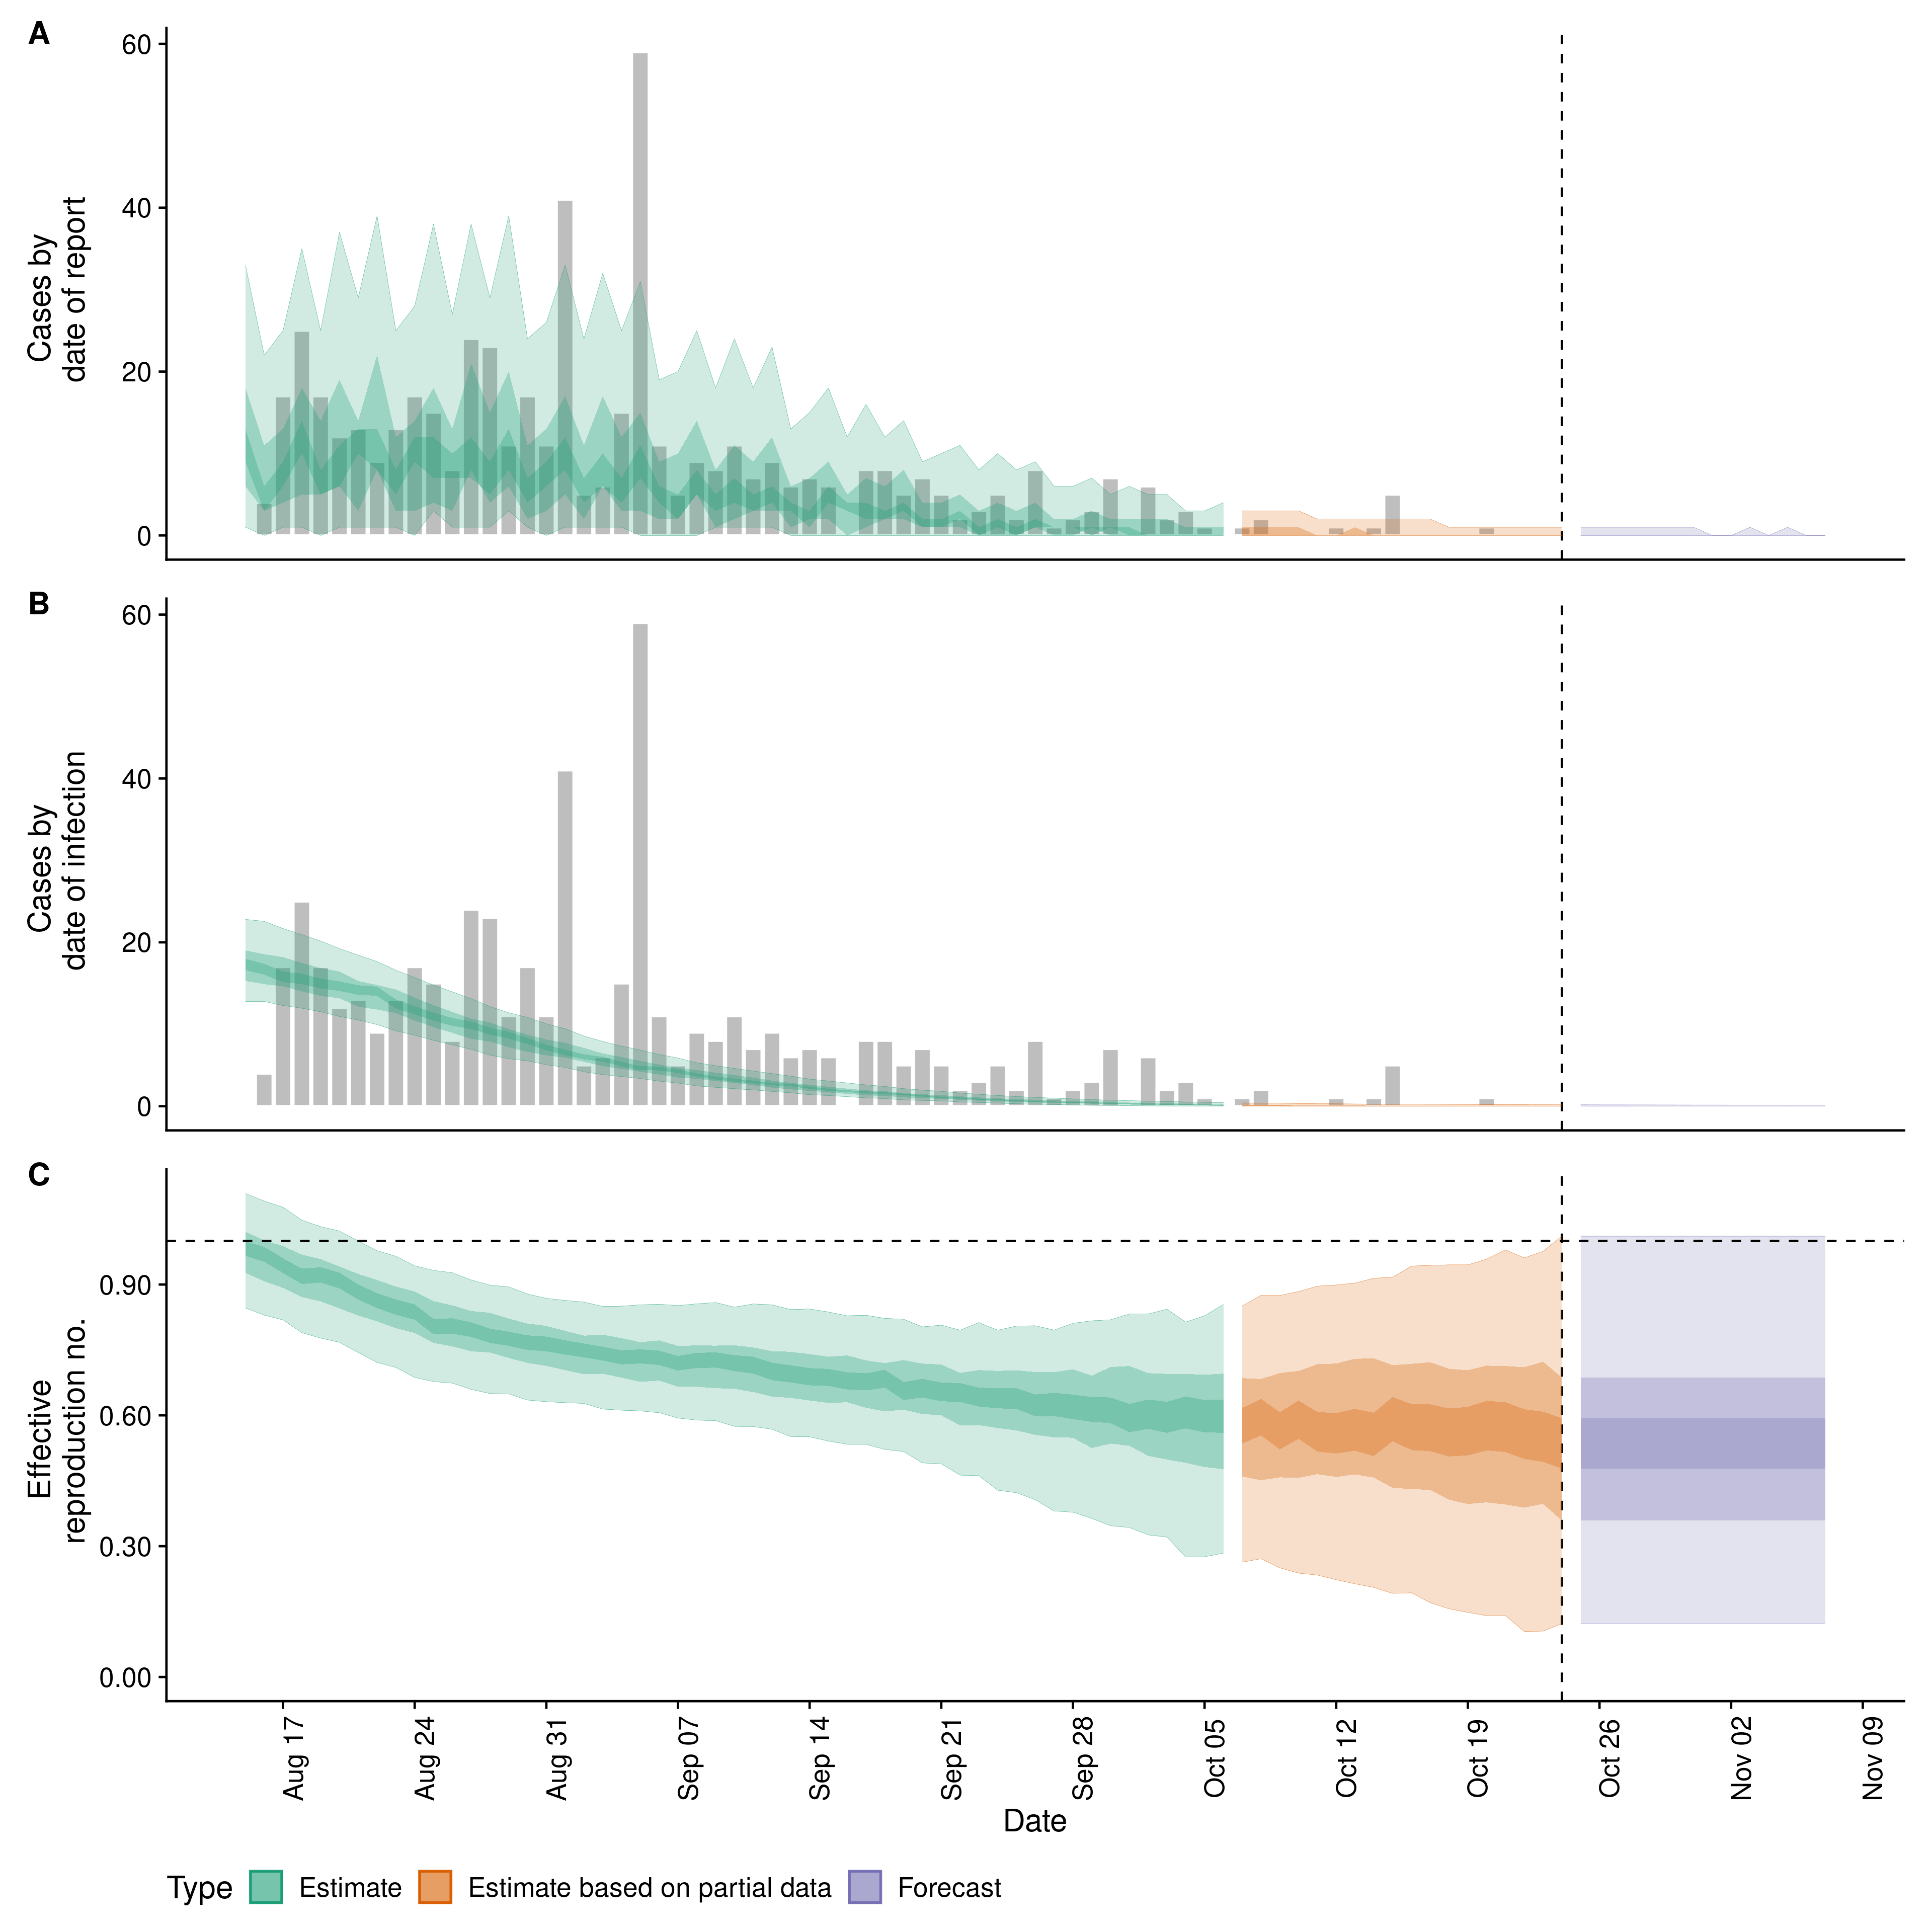 A
60
40
20
0
Cases by
date of report
B
60
40
20
0
Cases by
date of infection
C
0.90
0.60
0.30
0.00
Effective
reproduction no.
Aug 17
Aug 24
Aug 31
Sep 07
Sep 14
Sep 21
Sep 28
Oct 05
Oct 12
Oct 19
Oct 26
Nov 02
Nov 09
Date
Type Estimate Estimate based on partial data Forecast